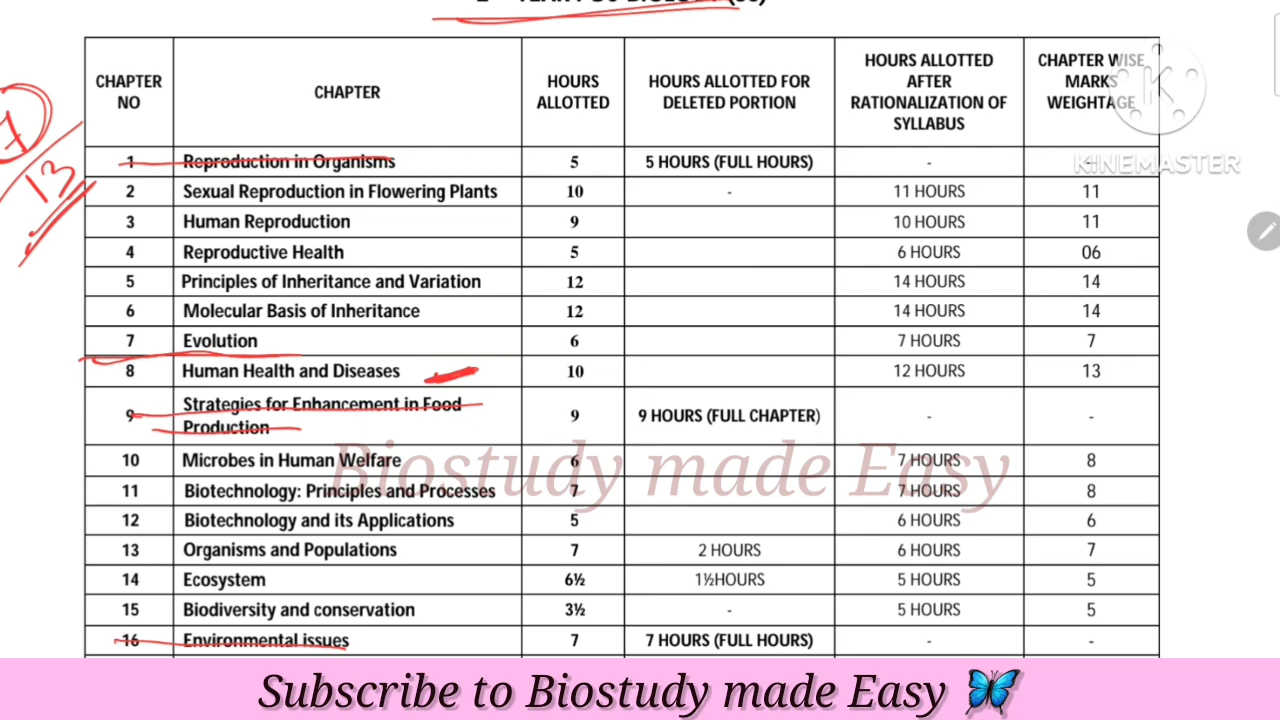 CHAPTER NO | CHAPTER | HOURS ALLOTTED | HOURS ALLOTTED FOR DELETED PORTION | HOURS ALLOTTED AFTER RATIONALIZATION OF SYLLABUS | CHAPTER WISE MARKS WEIGHTAGE
1 | Reproduction in Organisms | 5 | 5 HOURS (FULL HOURS) | - | -
2 | Sexual Reproduction in Flowering Plants | 10 | - | 11 HOURS | 11
3 | Human Reproduction | 9 | | 10 HOURS | 11
4 | Reproductive Health | 5 | | 6 HOURS | 06
5 | Principles of Inheritance and Variation | 12 | | 14 HOURS | 14
6 | Molecular Basis of Inheritance | 12 | | 14 HOURS | 14
7 | Evolution | 6 | | 7 HOURS | 7
8 | Human Health and Diseases | 10 | | 12 HOURS | 13
9 | Strategies for Enhancement in Food Production | 9 | 9 HOURS (FULL CHAPTER) | - | -
10 | Microbes in Human Welfare | 6 | | 7 HOURS | 8
11 | Biotechnology: Principles and Processes | 7 | | 7 HOURS | 8
12 | Biotechnology and its Applications | 5 | | 6 HOURS | 6
13 | Organisms and Populations | 7 | 2 HOURS | 6 HOURS | 7
14 | Ecosystem | 6½ | 1½HOURS | 5 HOURS | 5
15 | Biodiversity and conservation | 3½ | - | 5 HOURS | 5
16 | Environmental issues | 7 | 7 HOURS (FULL HOURS) | - | -
7
13
K
KINEMASTER
Biostudy made Easy
Subscribe to Biostudy made Easy